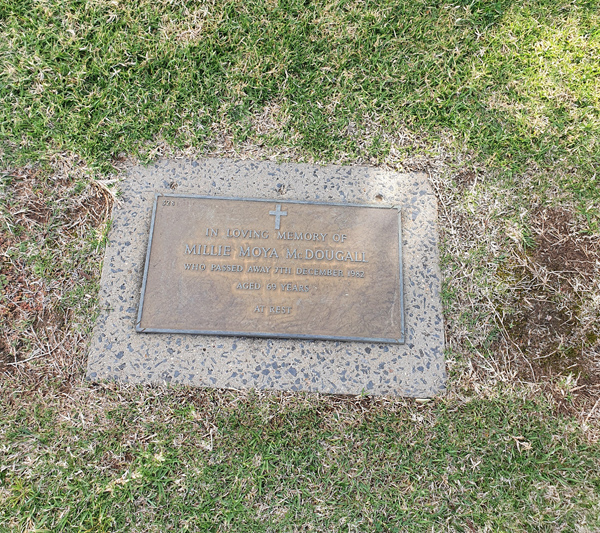 IN LOVING MEMORY OF
MILLIE MOYA McDOUGALL
WHO PASSED AWAY 7TH DECEMBER 1982
AGED 69 YEARS
AT REST